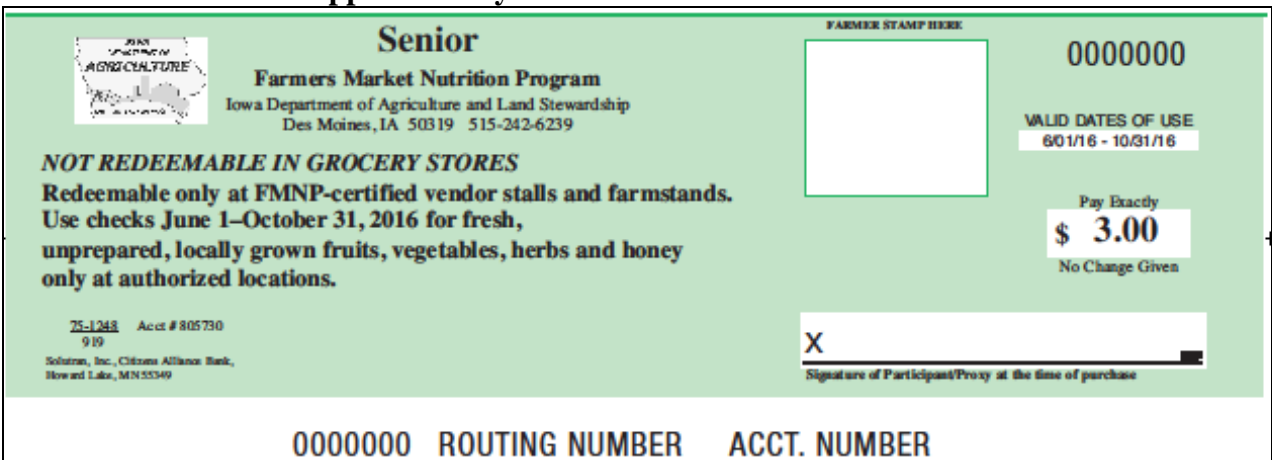 Senior
Farmers Market Nutrition Program
Iowa Department of Agriculture and Land Stewardship
Des Moines, IA 50319 515-242-6239
AGRICULTURE
NOT REDEEMABLE IN GROCERY STORES
Redeemable only at FMNP-certified vendor stalls and farmstands.
Use checks June 1–October 31, 2016 for fresh,
unprepared, locally grown fruits, vegetables, herbs and honey
only at authorized locations.
75-1248 Acct # 805730
919
Solutran, Inc., Citizens Alliance Bank,
Howard Lake, MN 55349
FARMER STAMP HERE
0000000
VALID DATES OF USE
6/01/16 - 10/31/16
Pay Exactly
$ 3.00
No Change Given
X
Signature of Participant/Proxy at the time of purchase
0000000 ROUTING NUMBER ACCT. NUMBER